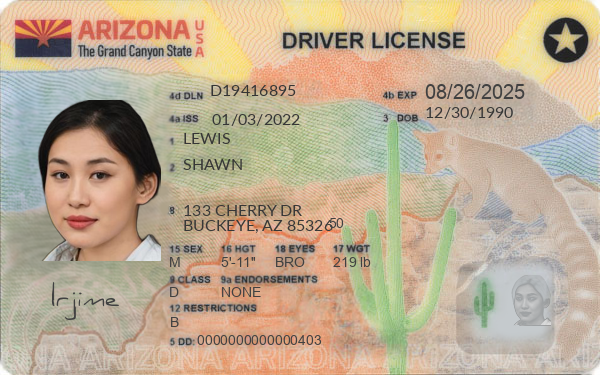 ARIZONA USA
The Grand Canyon State
DRIVER LICENSE
4d DLN D19416895
4b EXP 08/26/2025
4a ISS 01/03/2022
3 DOB 12/30/1990
1 LEWIS
2 SHAWN
8 133 CHERRY DR
BUCKEYE, AZ 85326
50
15 SEX 16 HGT 18 EYES 17 WGT
M 5'-11" BRO 219 lb
9 CLASS 9a ENDORSEMENTS
D NONE
12 RESTRICTIONS
B
5 DD: 0000000000000403
Irjime
ARIZONA ARIZONA ARIZONA ARIZONA